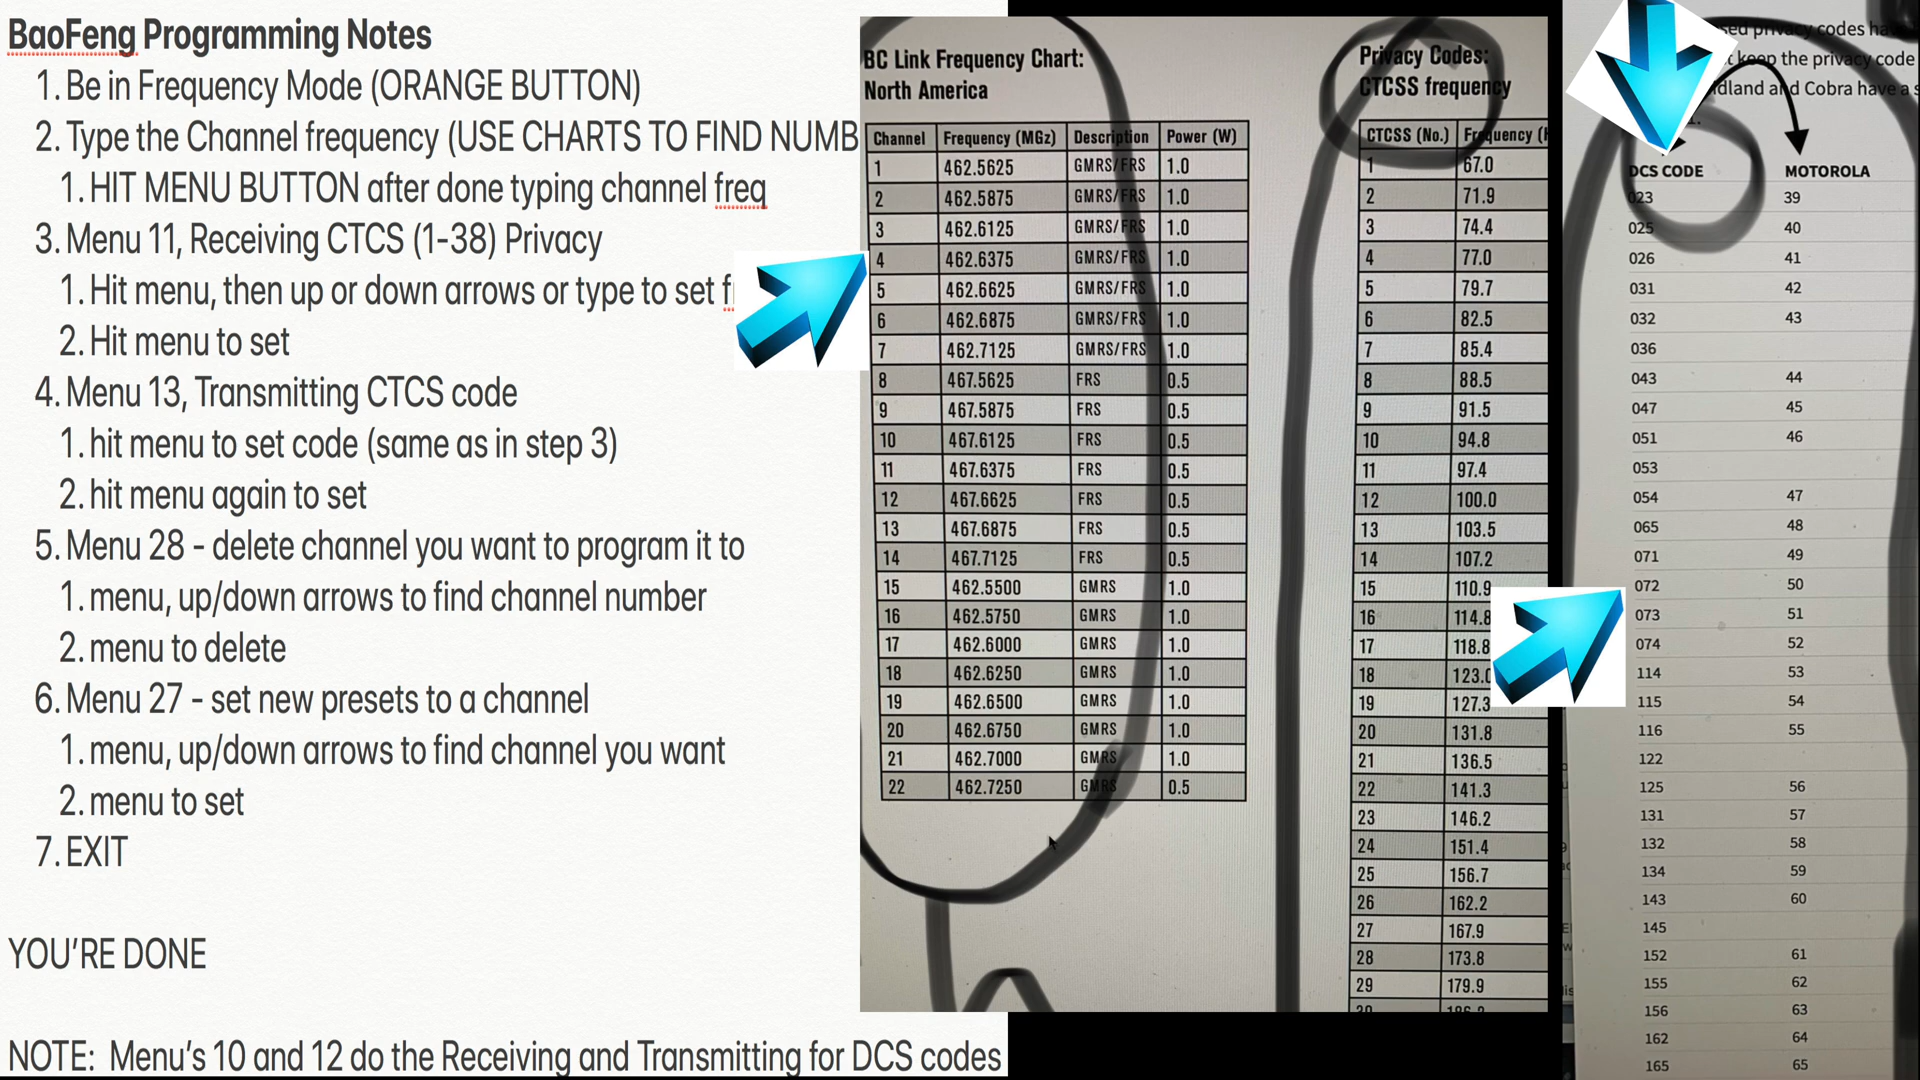 BaoFeng Programming Notes
1. Be in Frequency Mode (ORANGE BUTTON)
2. Type the Channel frequency (USE CHARTS TO FIND NUMB
1. HIT MENU BUTTON after done typing channel freq
3. Menu 11, Receiving CTCS (1-38) Privacy
1. Hit menu, then up or down arrows or type to set
2. Hit menu to set
4. Menu 13, Transmitting CTCS code
1. hit menu to set code (same as in step 3)
2. hit menu again to set
5. Menu 28 - delete channel you want to program it to
1. menu, up/down arrows to find channel number
2. menu to delete
6. Menu 27 - set new presets to a channel
1. menu, up/down arrows to find channel you want
2. menu to set
7. EXIT
YOU'RE DONE
NOTE: Menu's 10 and 12 do the Receiving and Transmitting for DCS codes
BC Link Frequency Chart:
North America
Channel Frequency (MGz) Description Power (W)
1 462.5625 GMRS/FRS 1.0
2 462.5875 GMRS/FRS 1.0
3 462.6125 GMRS/FRS 1.0
4 462.6375 GMRS/FRS 1.0
5 462.6625 GMRS/FRS 1.0
6 462.6875 GMRS/FRS 1.0
7 462.7125 GMRS/FRS 1.0
8 467.5625 FRS 0.5
9 467.5875 FRS 0.5
10 467.6125 FRS 0.5
11 467.6375 FRS 0.5
12 467.6625 FRS 0.5
13 467.6875 FRS 0.5
14 467.7125 FRS 0.5
15 462.5500 GMRS 1.0
16 462.5750 GMRS 1.0
17 462.6000 GMRS 1.0
18 462.6250 GMRS 1.0
19 462.6500 GMRS 1.0
20 462.6750 GMRS 1.0
21 462.7000 GMRS 1.0
22 462.7250 GMRS 0.5
Privacy Codes:
CTCSS frequency
CTCSS (No.) Frequency (
1 67.0
2 71.9
3 74.4
4 77.0
5 79.7
6 82.5
7 85.4
8 88.5
9 91.5
10 94.8
11 97.4
12 100.0
13 103.5
14 107.2
15 110.9
16 114.8
17 118.8
18 123.0
19 127.3
20 131.8
21 136.5
22 141.3
23 146.2
24 151.4
25 156.7
26 162.2
27 167.9
28 173.8
29 179.9
privacy codes
keep the privacy code
and Cobra have a s
DCS CODE MOTOROLA
023 39
025 40
026 41
031 42
032 43
036
043 44
047 45
051 46
053
054 47
065 48
071 49
072 50
073 51
074 52
114 53
115 54
116 55
122
125 56
131 57
132 58
134 59
143 60
145
152 61
155 62
156 63
162 64
165 65